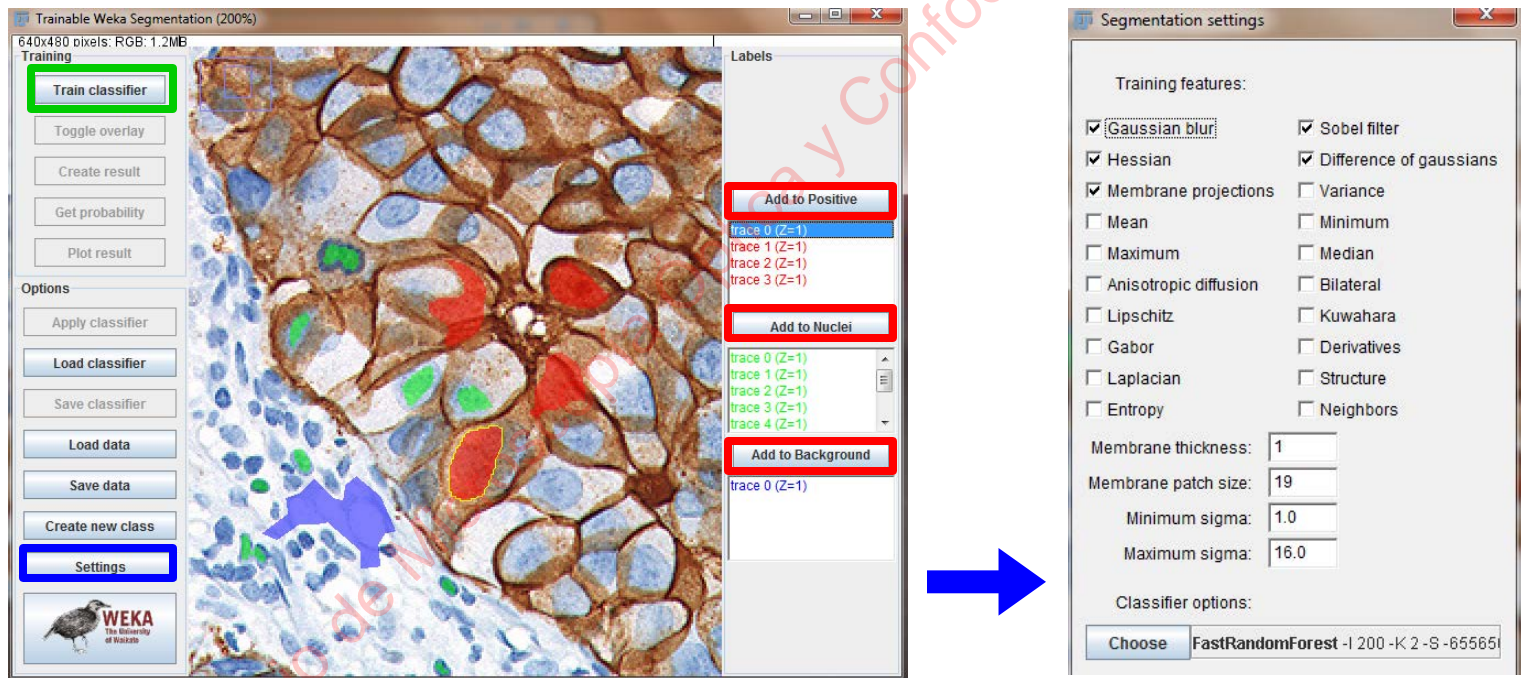 Trainable Weka Segmentation (200%)
640x480 pixels; RGB; 1.2MB
Training
Train classifier
Toggle overlay
Create result
Get probability
Plot result
Options
Apply classifier
Load classifier
Save classifier
Load data
Save data
Create new class
Settings
WEKA
The University
of Waikato
Labels
Add to Positive
trace 0 (Z=1)
trace 1 (Z=1)
trace 2 (Z=1)
trace 3 (Z=1)
Add to Nuclei
trace 0 (Z=1)
trace 1 (Z=1)
trace 2 (Z=1)
trace 3 (Z=1)
trace 4 (Z=1)
Add to Background
trace 0 (Z=1)
Segmentation settings
Training features:
Gaussian blur
Sobel filter
Hessian
Difference of gaussians
Membrane projections
Variance
Mean
Minimum
Maximum
Median
Anisotropic diffusion
Bilateral
Lipschitz
Kuwahara
Gabor
Derivatives
Laplacian
Structure
Entropy
Neighbors
Membrane thickness: 1
Membrane patch size: 19
Minimum sigma: 1.0
Maximum sigma: 16.0
Classifier options:
Choose FastRandomForest -I 200 -K 2 -S -65565